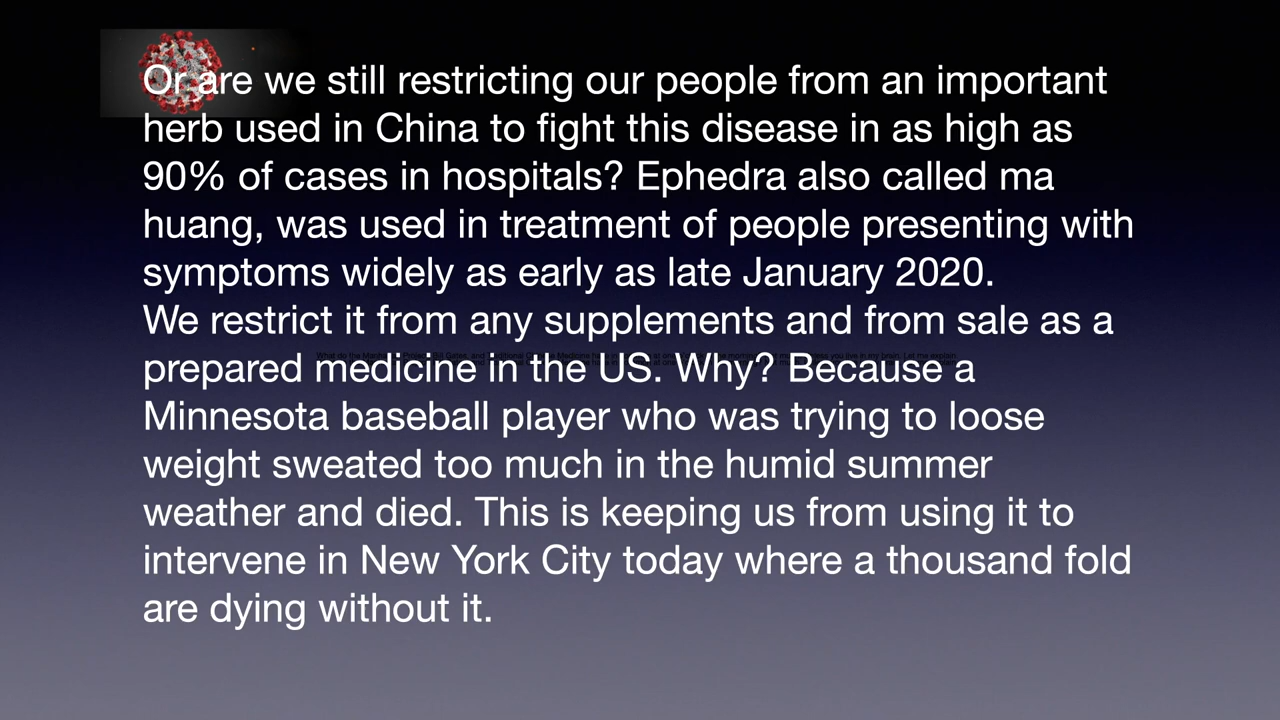 Or are we still restricting our people from an important
herb used in China to fight this disease in as high as
90% of cases in hospitals? Ephedra also called ma
huang, was used in treatment of people presenting with
symptoms widely as early as late January 2020.
We restrict it from any supplements and from sale as a
prepared medicine in the US. Why? Because a
Minnesota baseball player who was trying to loose
weight sweated too much in the humid summer
weather and died. This is keeping us from using it to
intervene in New York City today where a thousand fold
are dying without it.